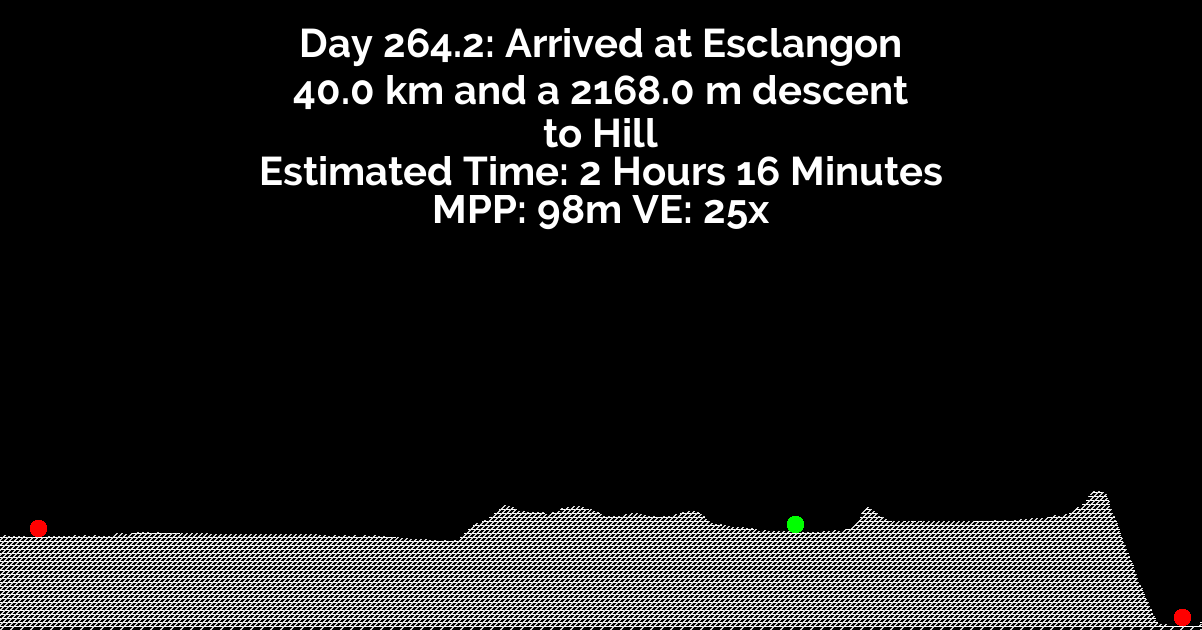 Day 264.2: Arrived at Esclangon
40.0 km and a 2168.0 m descent
to Hill
Estimated Time: 2 Hours 16 Minutes
MPP: 98m VE: 25x